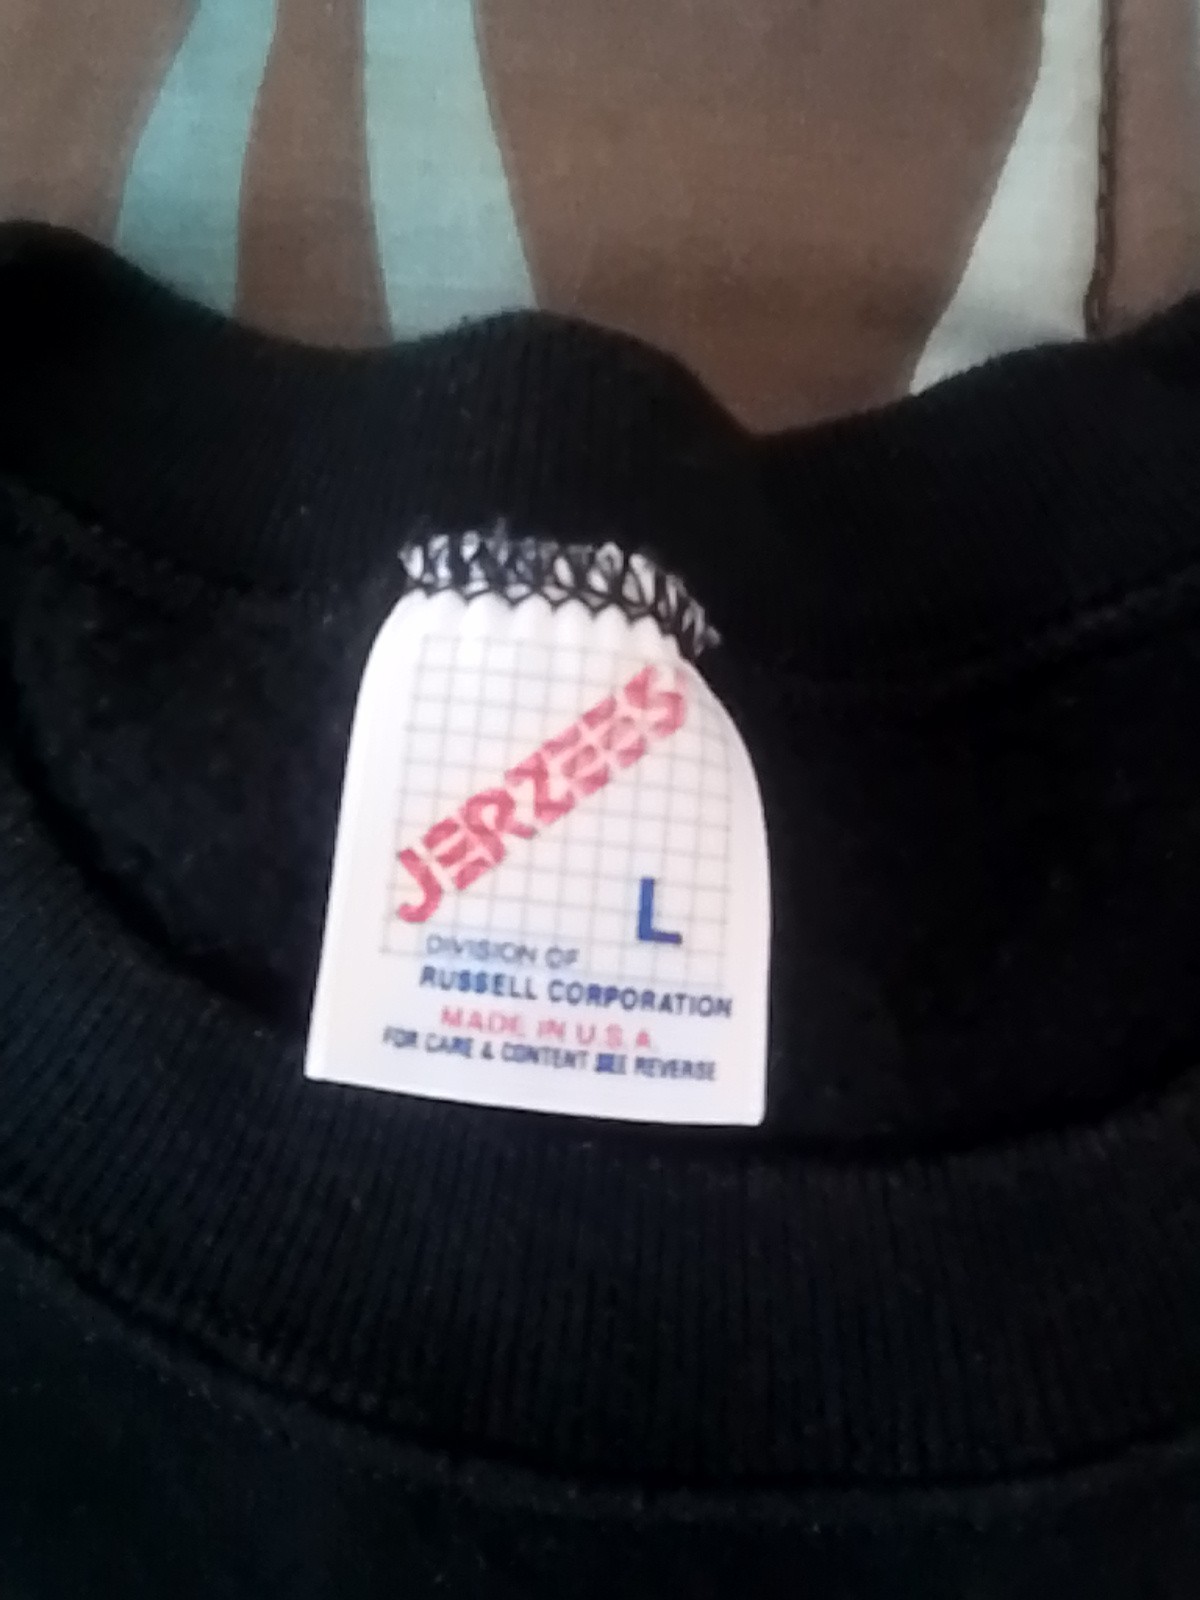 JERZEES
L
DIVISION OF
RUSSELL CORPORATION
MADE IN U.S.A.
FOR CARE & CONTENT SEE REVERSE